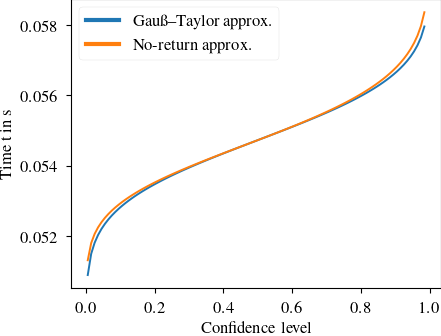 Gauß–Taylor approx.
No-return approx.
0.058
0.056
0.054
0.052
Time t in s
0.0 0.2 0.4 0.6 0.8 1.0
Confidence level